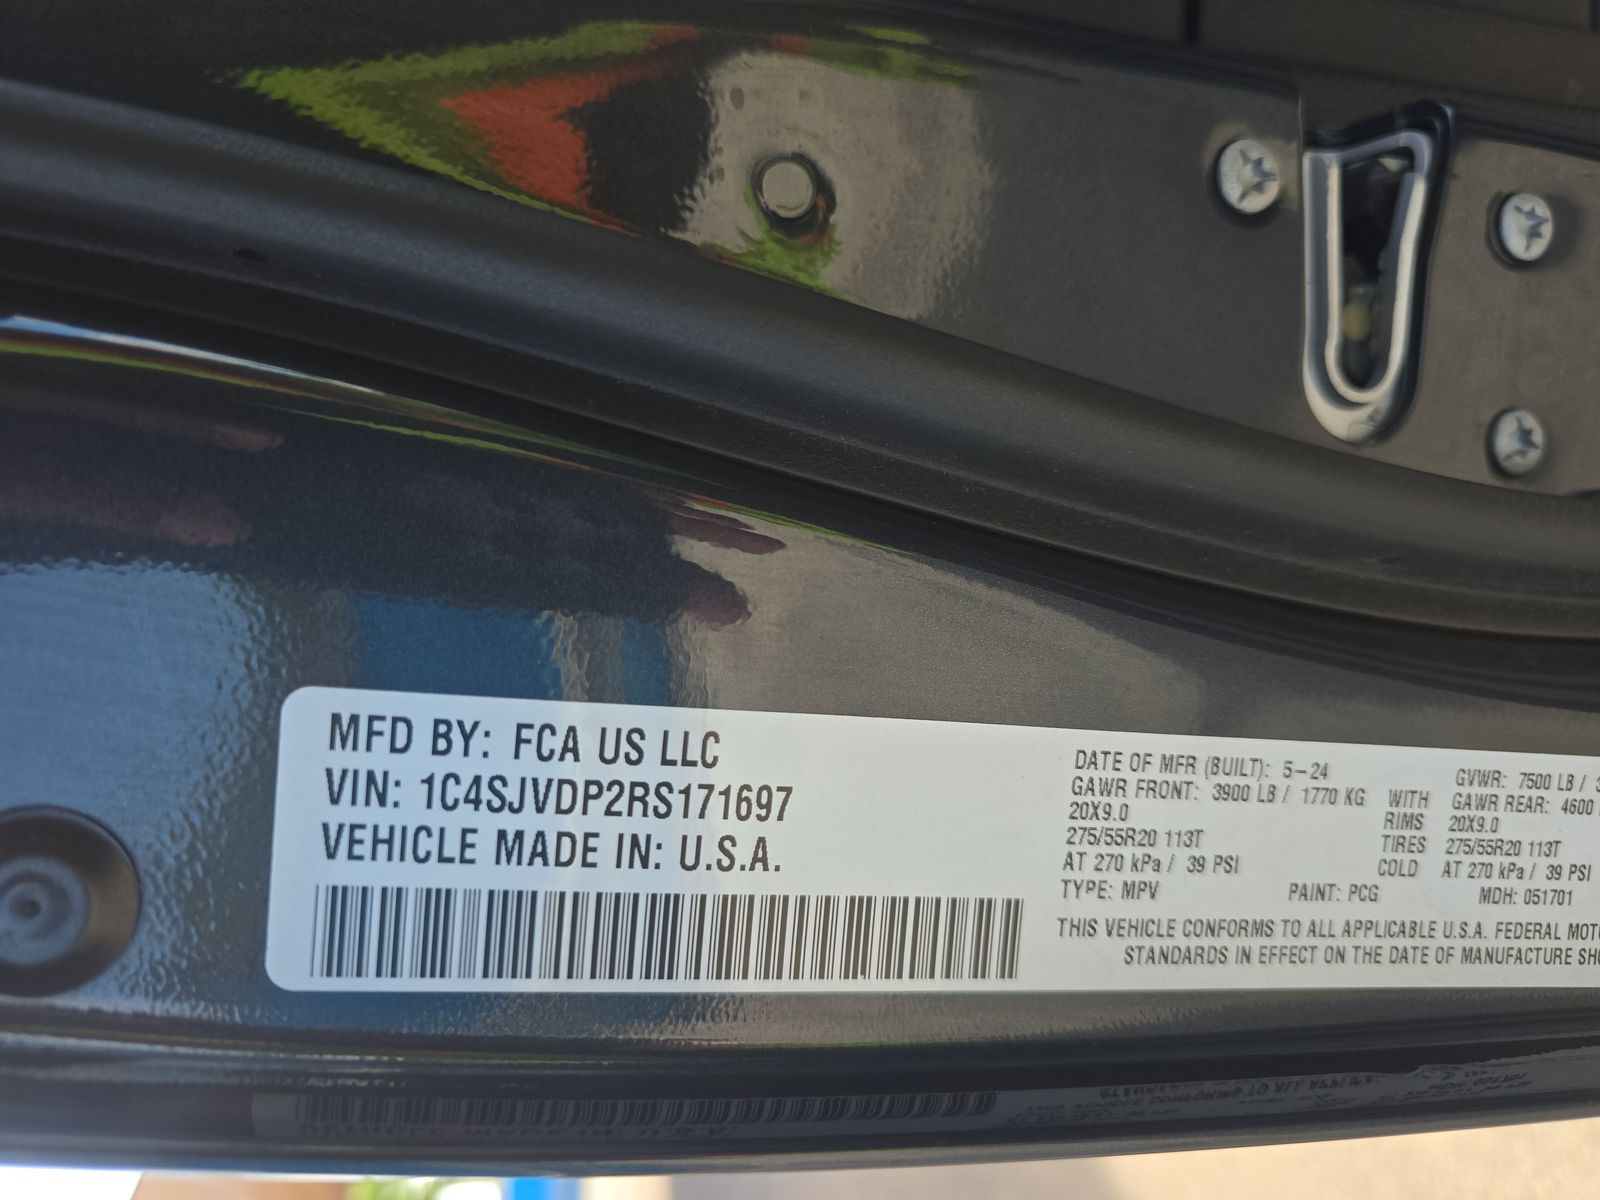 MFD BY: FCA US LLC
VIN: 1C4SJVDP2RS171697
VEHICLE MADE IN: U.S.A.
DATE OF MFR (BUILT): 5-24
GVWR: 7500 LB /
GAWR FRONT: 3900 LB / 1770 KG WITH GAWR REAR: 4600
20X9.0 RIMS 20X9.0
275/55R20 113T TIRES 275/55R20 113T
AT 270 kPa / 39 PSI COLD AT 270 kPa / 39 PSI
TYPE: MPV PAINT: PCG MDH: 051701
THIS VEHICLE CONFORMS TO ALL APPLICABLE U.S.A. FEDERAL
STANDARDS IN EFFECT ON THE DATE OF MANUFACTURE